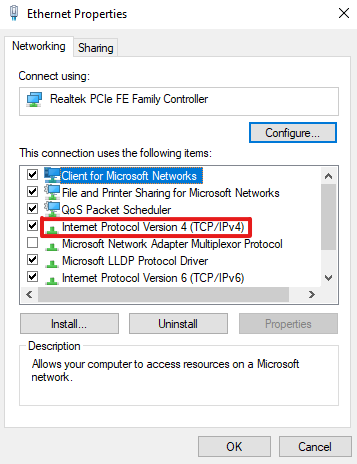 Ethernet Properties
Networking
Sharing
Connect using:
Realtek PCIe FE Family Controller
Configure...
This connection uses the following items:
Client for Microsoft Networks
File and Printer Sharing for Microsoft Networks
QoS Packet Scheduler
Internet Protocol Version 4 (TCP/IPv4)
Microsoft Network Adapter Multiplexor Protocol
Microsoft LLDP Protocol Driver
Internet Protocol Version 6 (TCP/IPv6)
Install...
Uninstall
Properties
Description
Allows your computer to access resources on a Microsoft
network.
OK
Cancel